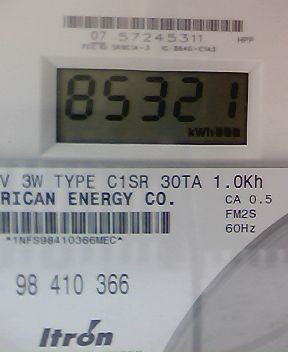 07 57245311 HPP
85321
kWh
V 3W TYPE C1SR 30TA 1.0Kh
RICAN ENERGY CO. CA 0.5
FM2S
60Hz
*1NFS98410366MEC*
98 410 366
Itrón